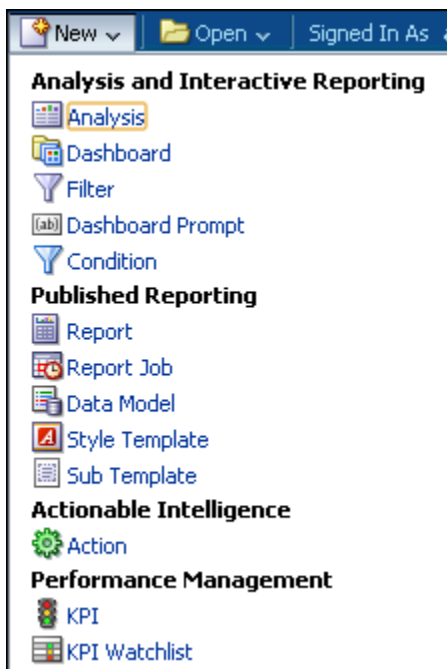 New Open Signed In As
Analysis and Interactive Reporting
Analysis
Dashboard
Filter
(ab) Dashboard Prompt
Condition
Published Reporting
Report
Report Job
Data Model
A Style Template
Sub Template
Actionable Intelligence
Action
Performance Management
KPI
KPI Watchlist